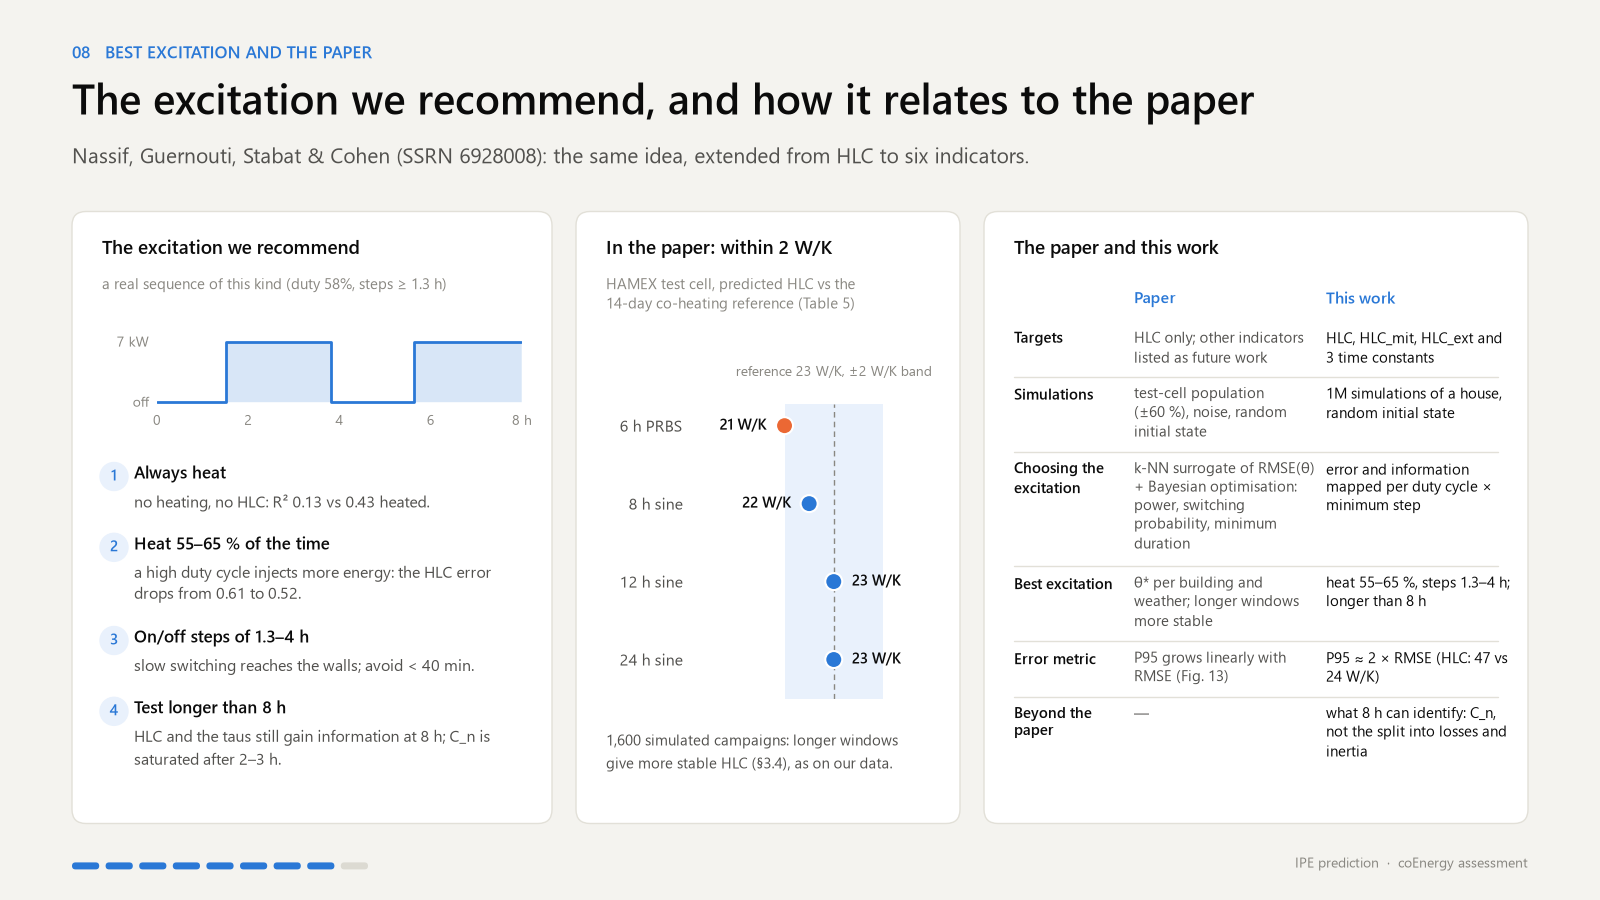 08 BEST EXCITATION AND THE PAPER
The excitation we recommend, and how it relates to the paper
Nassif, Guernouti, Stabat & Cohen (SSRN 6928008): the same idea, extended from HLC to six indicators.
The excitation we recommend
a real sequence of this kind (duty 58%, steps ≥ 1.3 h)
7 kW
off
0 2 4 6 8 h
1 Always heat
no heating, no HLC: R² 0.13 vs 0.43 heated.
2 Heat 55–65 % of the time
a high duty cycle injects more energy: the HLC error
drops from 0.61 to 0.52.
3 On/off steps of 1.3–4 h
slow switching reaches the walls; avoid < 40 min.
4 Test longer than 8 h
HLC and the taus still gain information at 8 h; C_n is
saturated after 2–3 h.
In the paper: within 2 W/K
HAMEX test cell, predicted HLC vs the
14-day co-heating reference (Table 5)
reference 23 W/K, ±2 W/K band
6 h PRBS 21 W/K
8 h sine 22 W/K
12 h sine 23 W/K
24 h sine 23 W/K
1,600 simulated campaigns: longer windows
give more stable HLC (§3.4), as on our data.
The paper and this work
Paper This work
Targets
HLC only; other indicators
listed as future work
HLC, HLC_mit, HLC_ext and
3 time constants
Simulations
test-cell population
(±60 %), noise, random
initial state
1M simulations of a house,
random initial state
Choosing the
excitation
k-NN surrogate of RMSE(θ)
+ Bayesian optimisation:
power, switching
probability, minimum
duration
error and information
mapped per duty cycle ×
minimum step
Best excitation
θ* per building and
weather; longer windows
more stable
heat 55–65 %, steps 1.3–4 h;
longer than 8 h
Error metric
P95 grows linearly with
RMSE (Fig. 13)
P95 ≈ 2 × RMSE (HLC: 47 vs
24 W/K)
Beyond the
paper
—
what 8 h can identify: C_n,
not the split into losses and
inertia
IPE prediction · coEnergy assessment